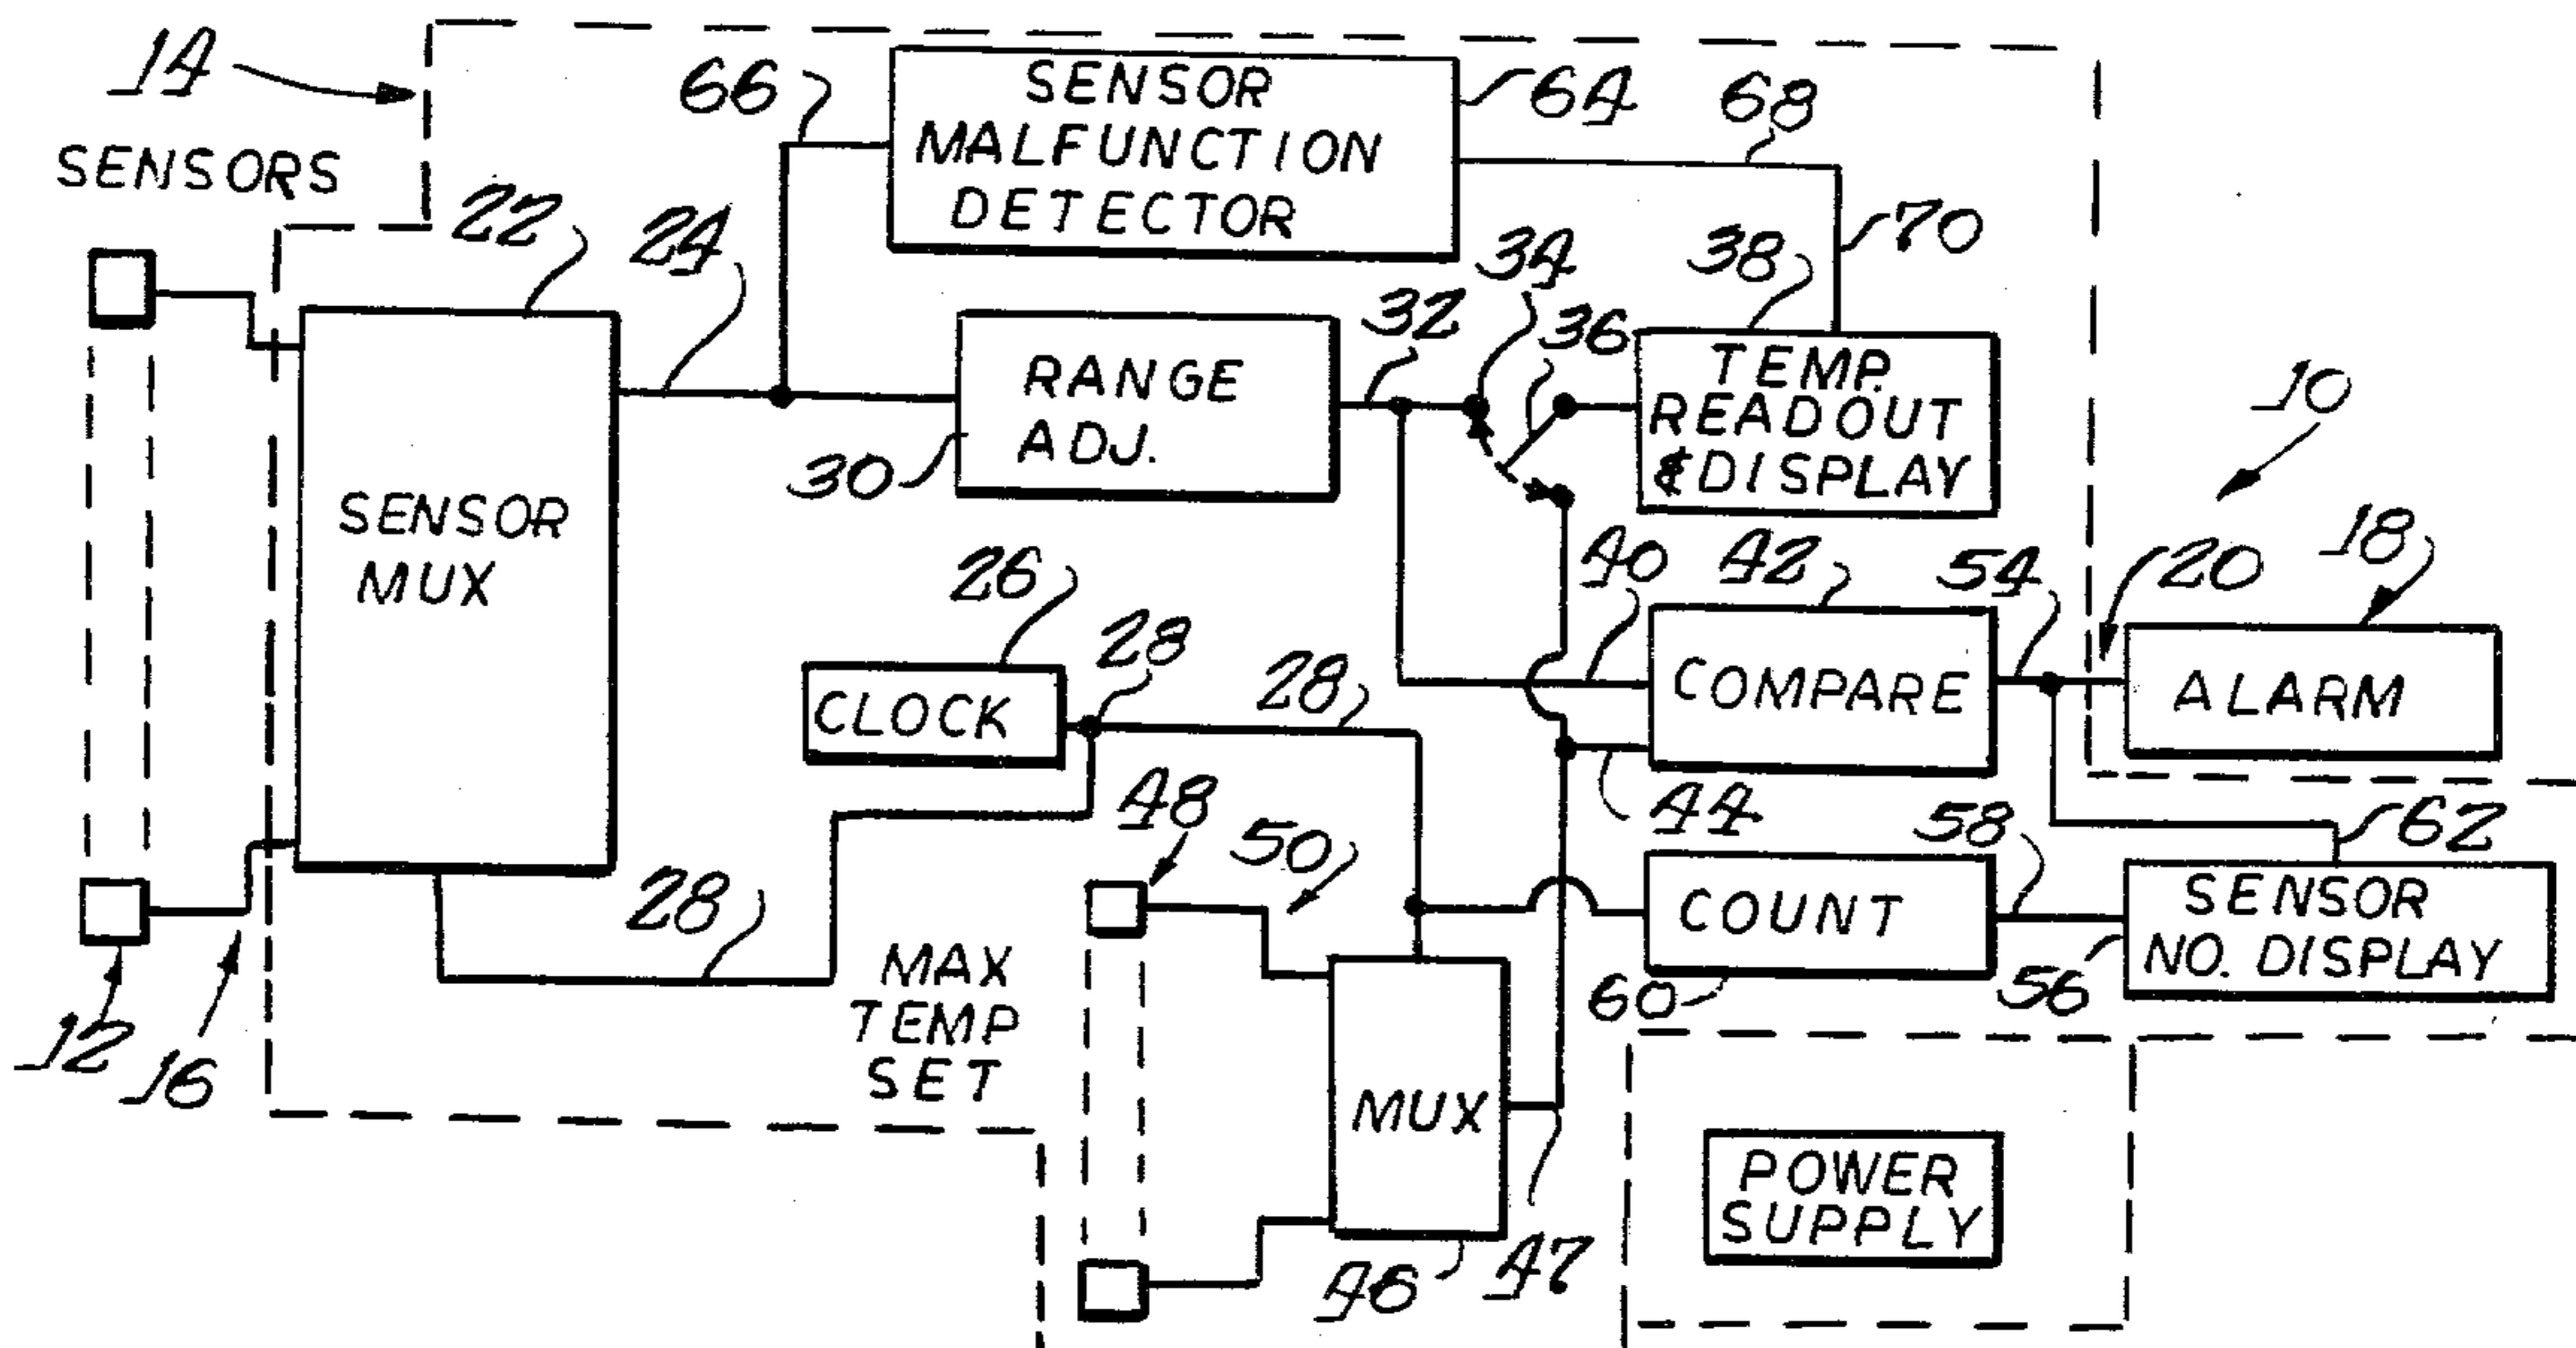 14
SENSORS
66
SENSOR
MALFUNCTION
DETECTOR
64
68
70
22
24
RANGE
ADJ.
30
32
34
36
38
TEMP.
READOUT
&DISPLAY
10
SENSOR
MUX
26
CLOCK
28
28
28
40
42
44
COMPARE
54
20
18
ALARM
12
16
MAX
TEMP
SET
48
50
MUX
46
47
COUNT
60
58
56
62
SENSOR
NO. DISPLAY
POWER
SUPPLY